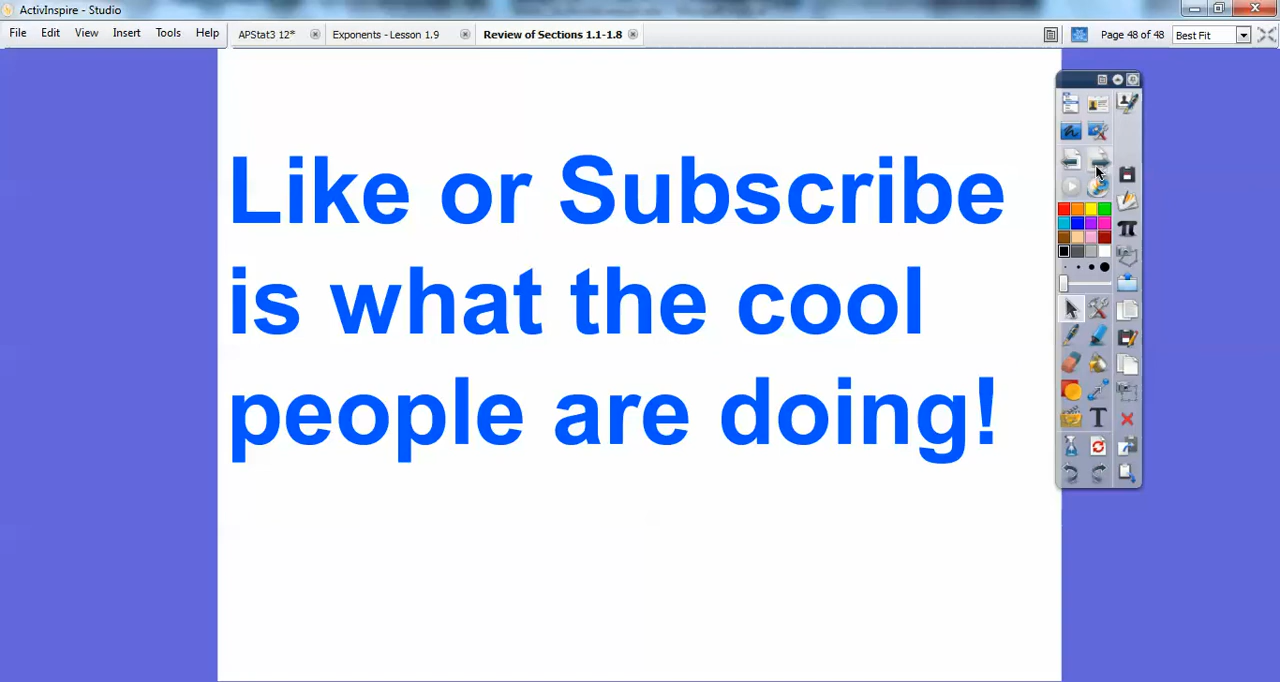 ActivInspire - Studio
File Edit View Insert Tools Help
APStat3 12* Exponents - Lesson 1.9 Review of Sections 1.1-1.8 Page 48 of 48 Best Fit
Like or Subscribe
is what the cool
people are doing!